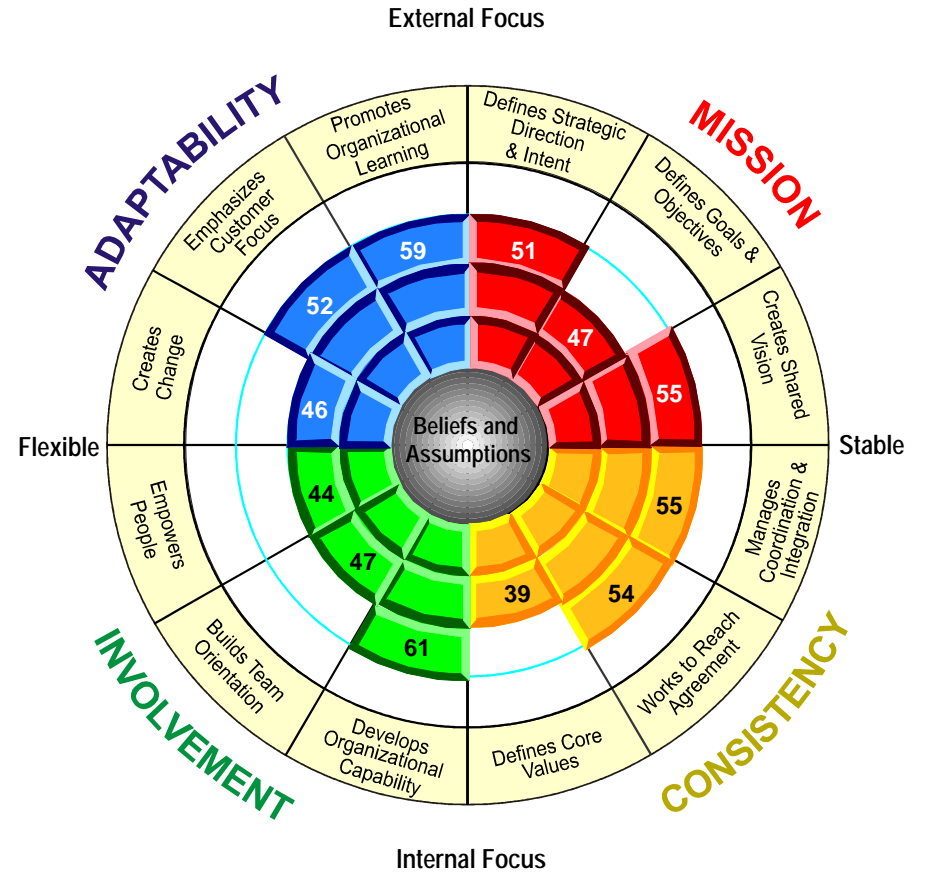 External Focus
ADAPTABILITY
MISSION
Promotes
Organizational
Learning
Defines Strategic
Direction
& Intent
Emphasizes
Customer
Focus
Defines Goals &
Objectives
Creates
Change
Creates Shared
Vision
59
51
52
47
46
55
Beliefs and
Assumptions
Flexible
Stable
44
55
47
54
39
61
Empowers
People
Manages
Coordination &
Integration
Builds Team
Orientation
Works to Reach
Agreement
Develops
Organizational
Capability
Defines Core
Values
INVOLVEMENT
CONSISTENCY
Internal Focus